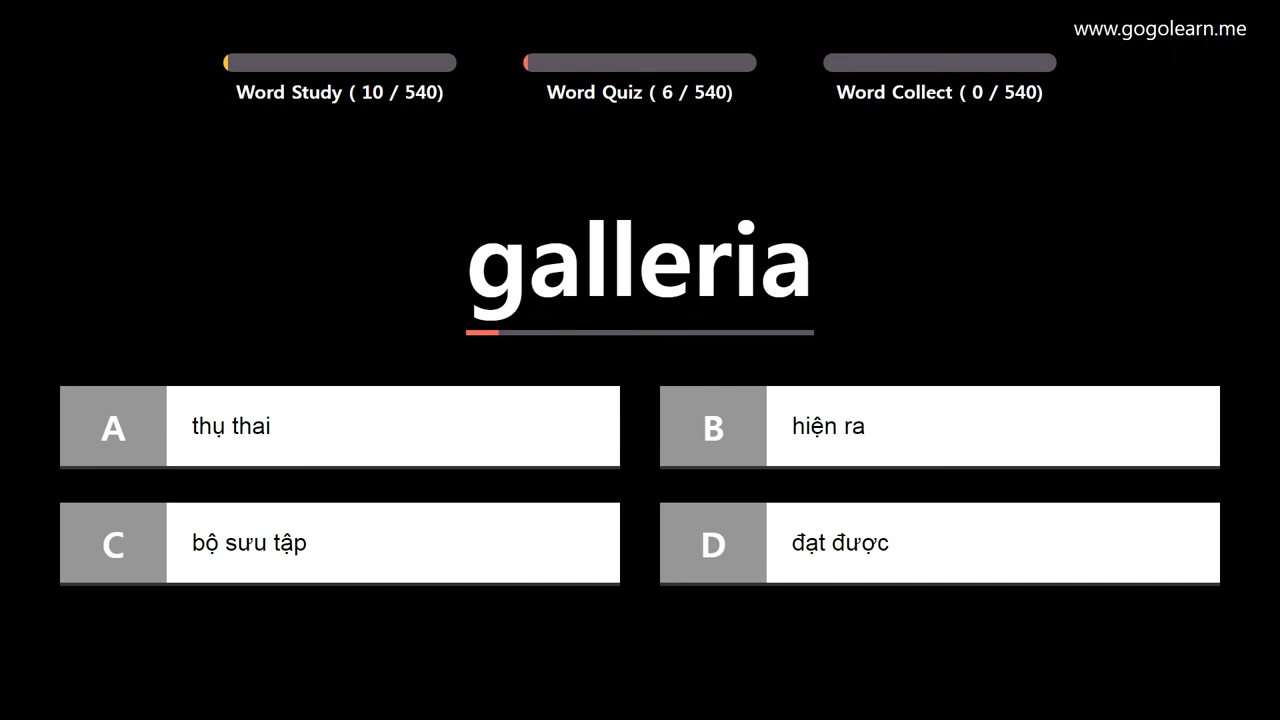 www.gogolearn.me
Word Study ( 10 / 540)
Word Quiz ( 6 / 540)
Word Collect ( 0 / 540)
galleria
A
thụ thai
B
hiện ra
C
bộ sưu tập
D
đạt được